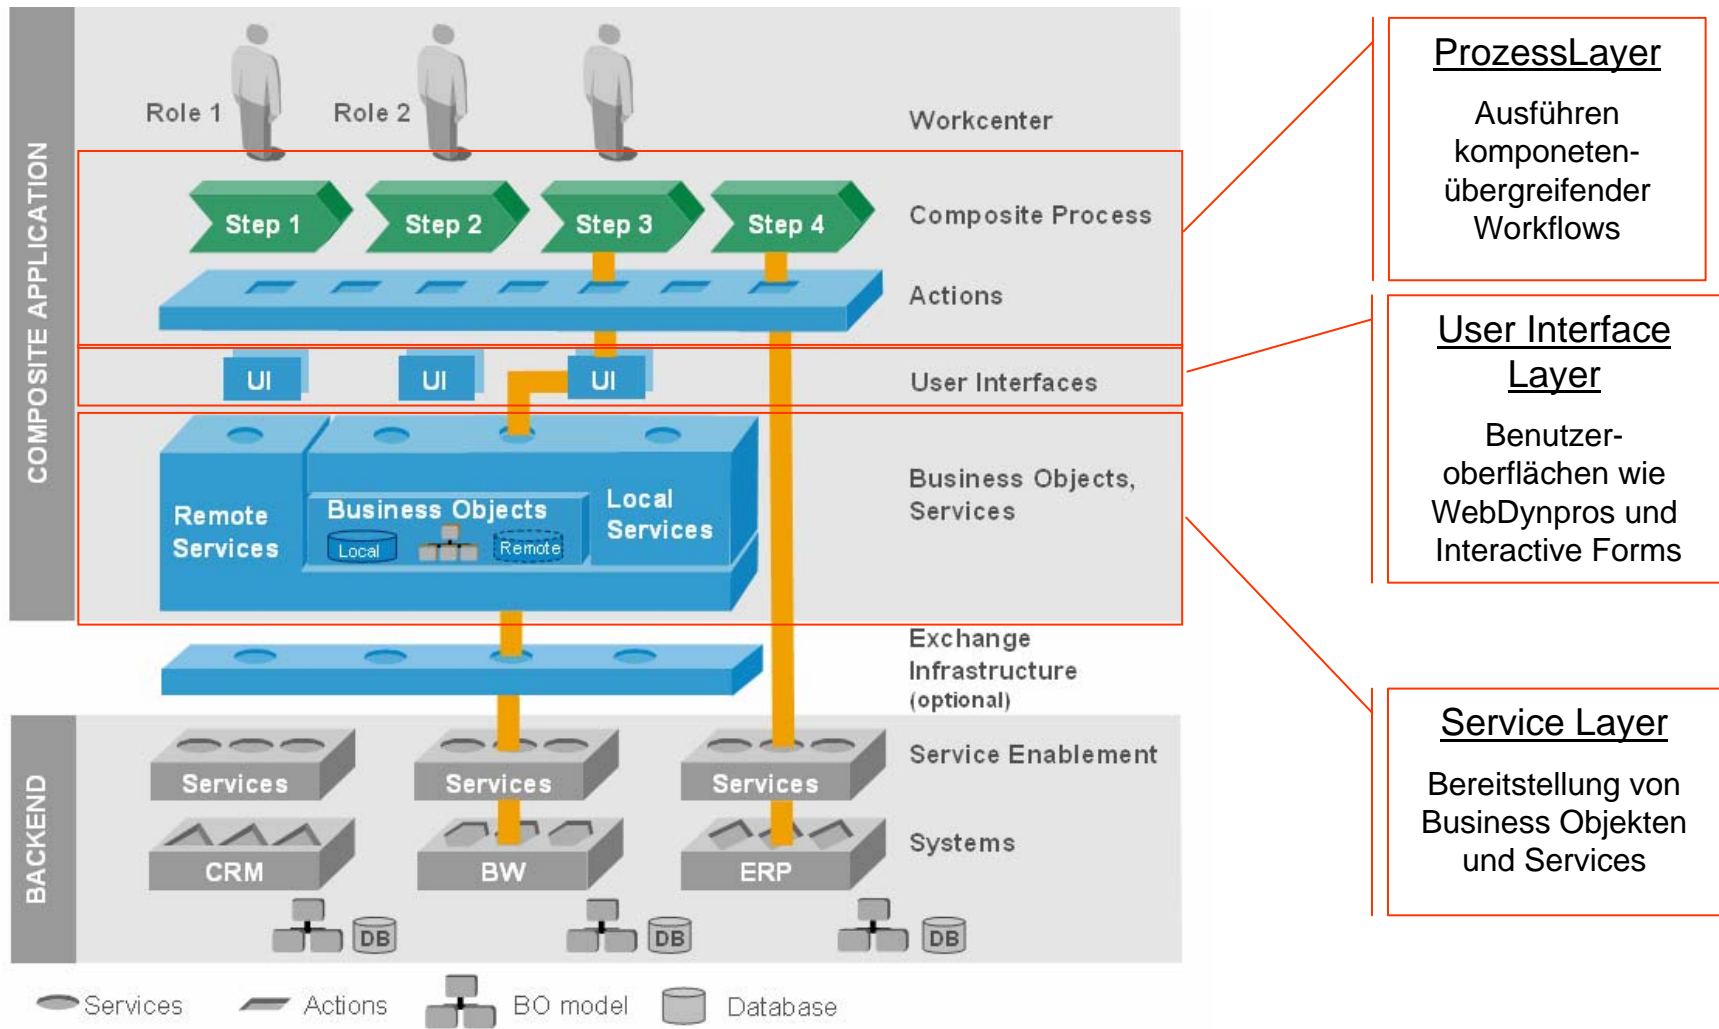 COMPOSITE APPLICATION
Role 1
Role 2
Workcenter
Step 1
Step 2
Step 3
Step 4
Composite Process
Actions
UI
UI
UI
User Interfaces
Remote
Services
Business Objects
Local
Remote
Local
Services
Business Objects,
Services
Exchange
Infrastructure
(optional)
BACKEND
Services
Services
Services
Service Enablement
CRM
BW
ERP
Systems
DB
DB
DB
Services
Actions
BO model
Database
ProzessLayer
Ausführen
komponeten-
übergreifender
Workflows
User Interface
Layer
Benutzer-
oberflächen wie
WebDynpros und
Interactive Forms
Service Layer
Bereitstellung von
Business Objekten
und Services